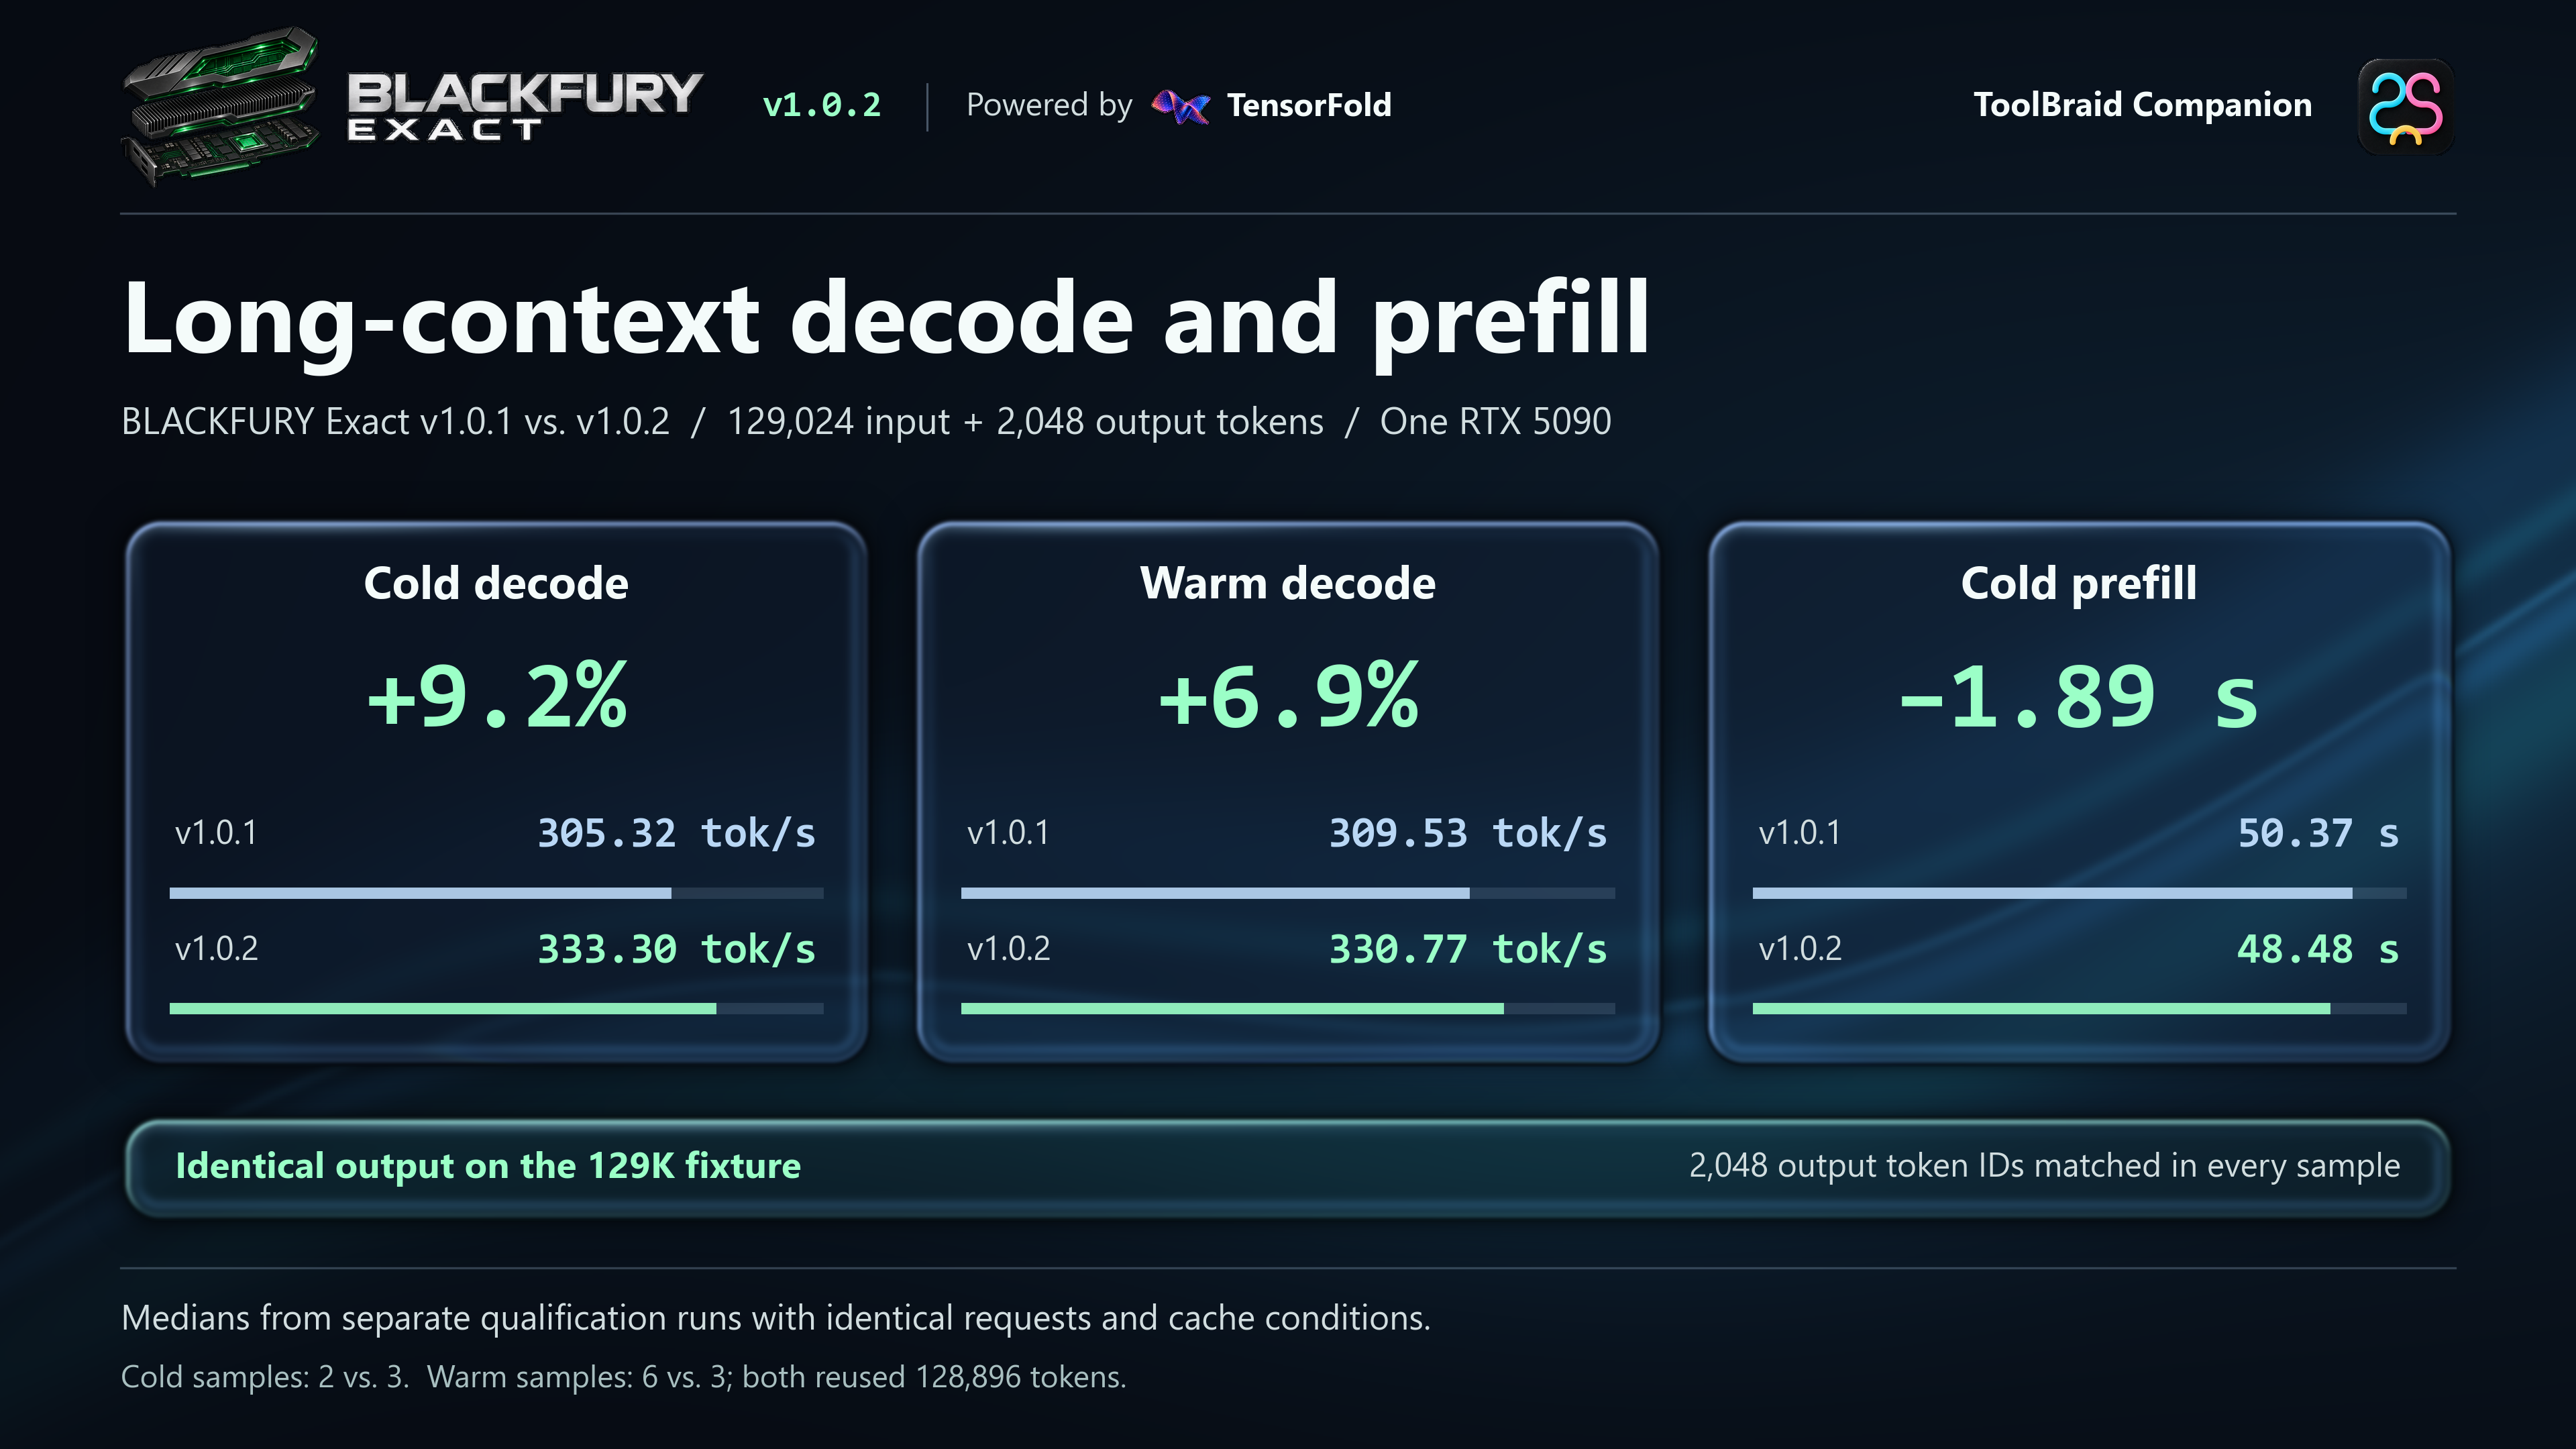 BLACKFURY
EXACT
v1.0.2
Powered by TensorFold
ToolBraid Companion
Long-context decode and prefill
BLACKFURY Exact v1.0.1 vs. v1.0.2 / 129,024 input + 2,048 output tokens / One RTX 5090
Cold decode
+9.2%
v1.0.1 305.32 tok/s
v1.0.2 333.30 tok/s
Warm decode
+6.9%
v1.0.1 309.53 tok/s
v1.0.2 330.77 tok/s
Cold prefill
−1.89 s
v1.0.1 50.37 s
v1.0.2 48.48 s
Identical output on the 129K fixture
2,048 output token IDs matched in every sample
Medians from separate qualification runs with identical requests and cache conditions.
Cold samples: 2 vs. 3. Warm samples: 6 vs. 3; both reused 128,896 tokens.